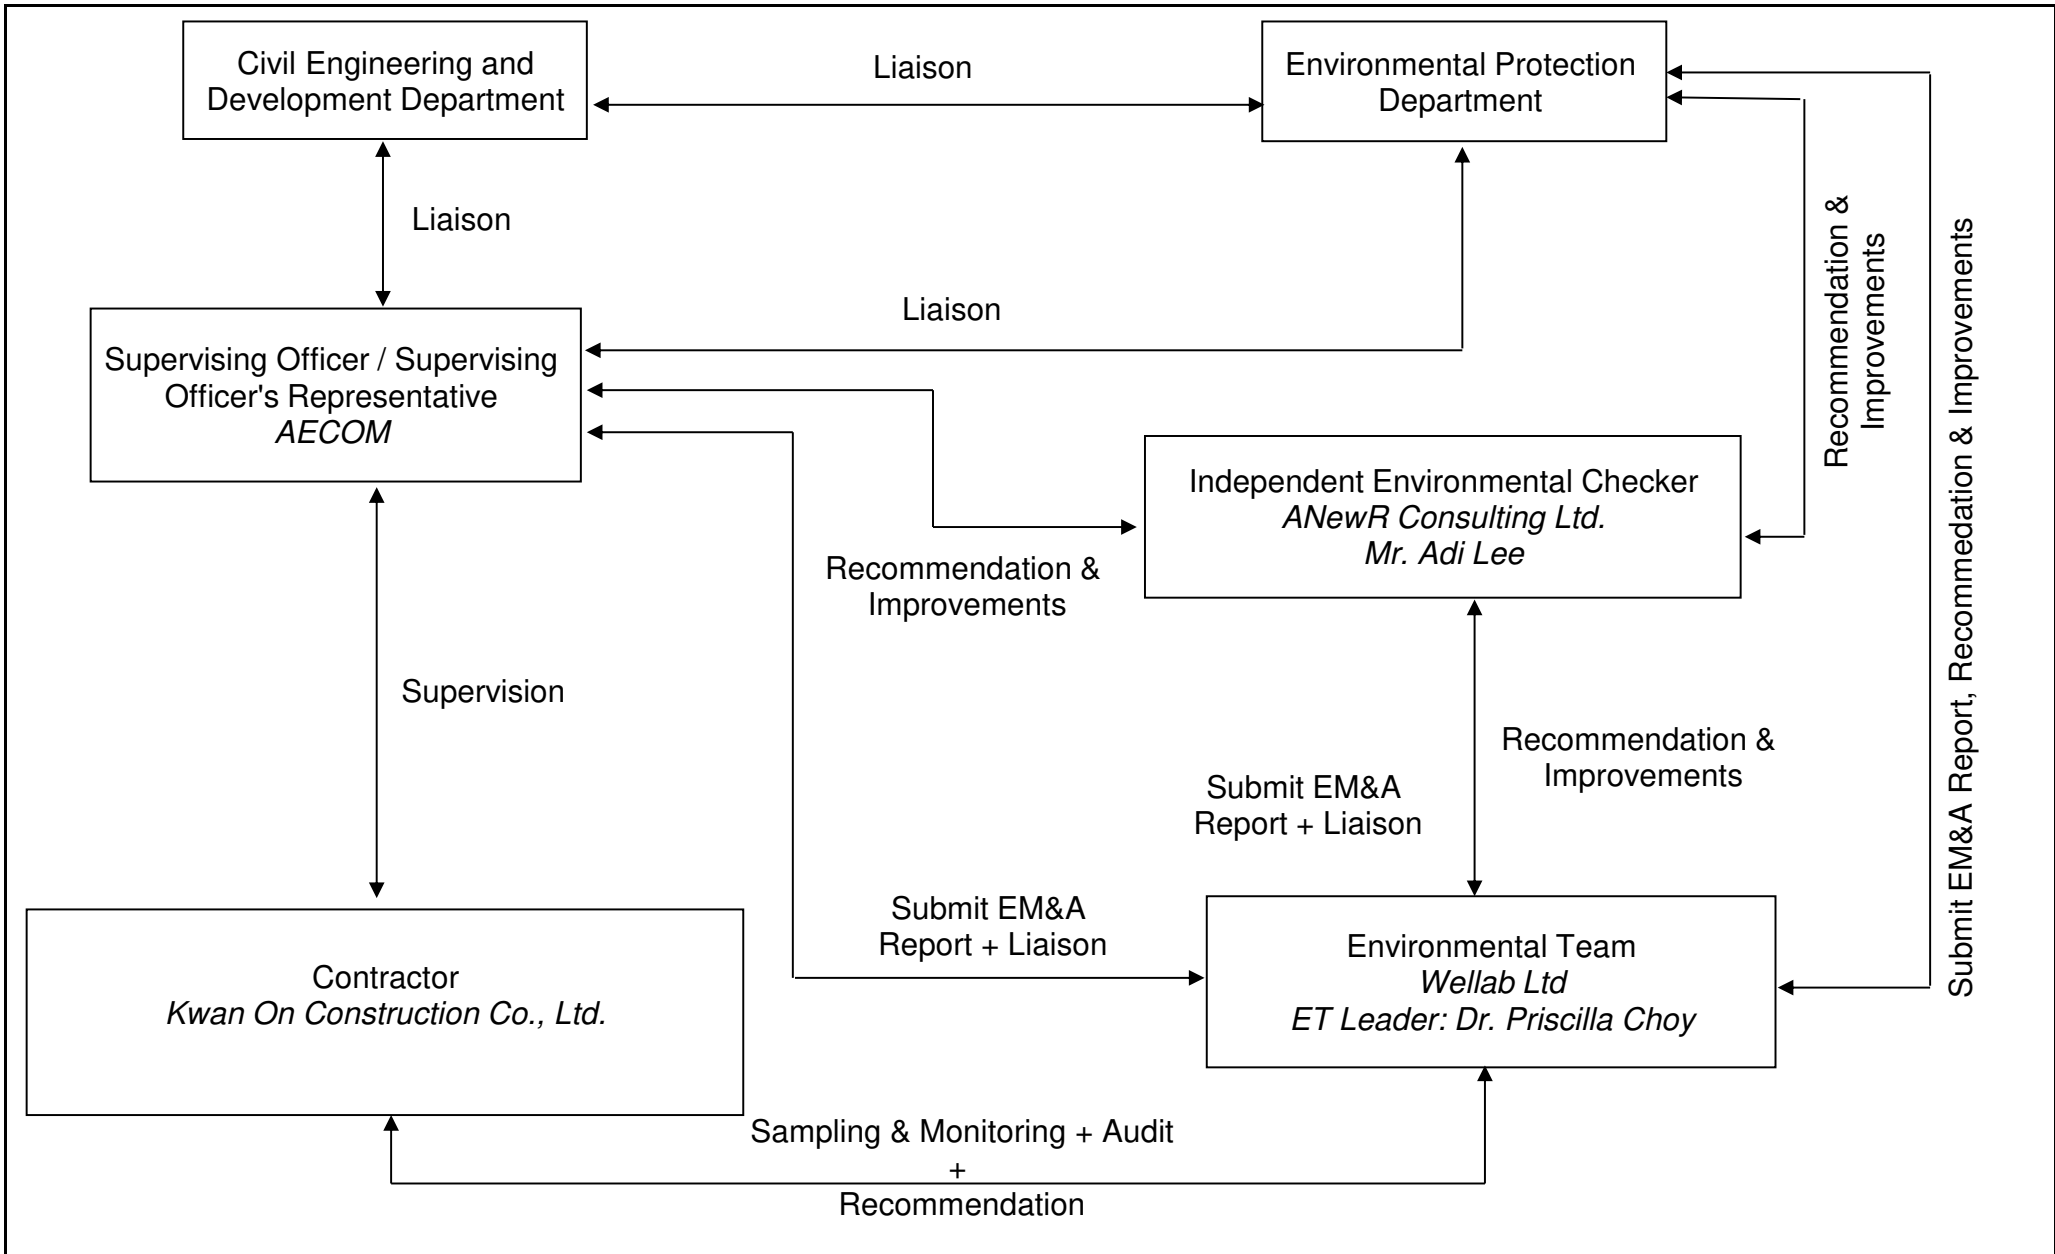 Civil Engineering and
Development Department
Liaison
Environmental Protection
Department
Liaison
Liaison
Recommendation &
Improvements
Submit EM&A Report, Recommedation & Improvements
Supervising Officer / Supervising
Officer's Representative
AECOM
Independent Environmental Checker
ANewR Consulting Ltd.
Mr. Adi Lee
Recommendation &
Improvements
Supervision
Recommendation &
Improvements
Submit EM&A
Report + Liaison
Submit EM&A
Report + Liaison
Contractor
Kwan On Construction Co., Ltd.
Environmental Team
Wellab Ltd
ET Leader: Dr. Priscilla Choy
Sampling & Monitoring + Audit
+
Recommendation